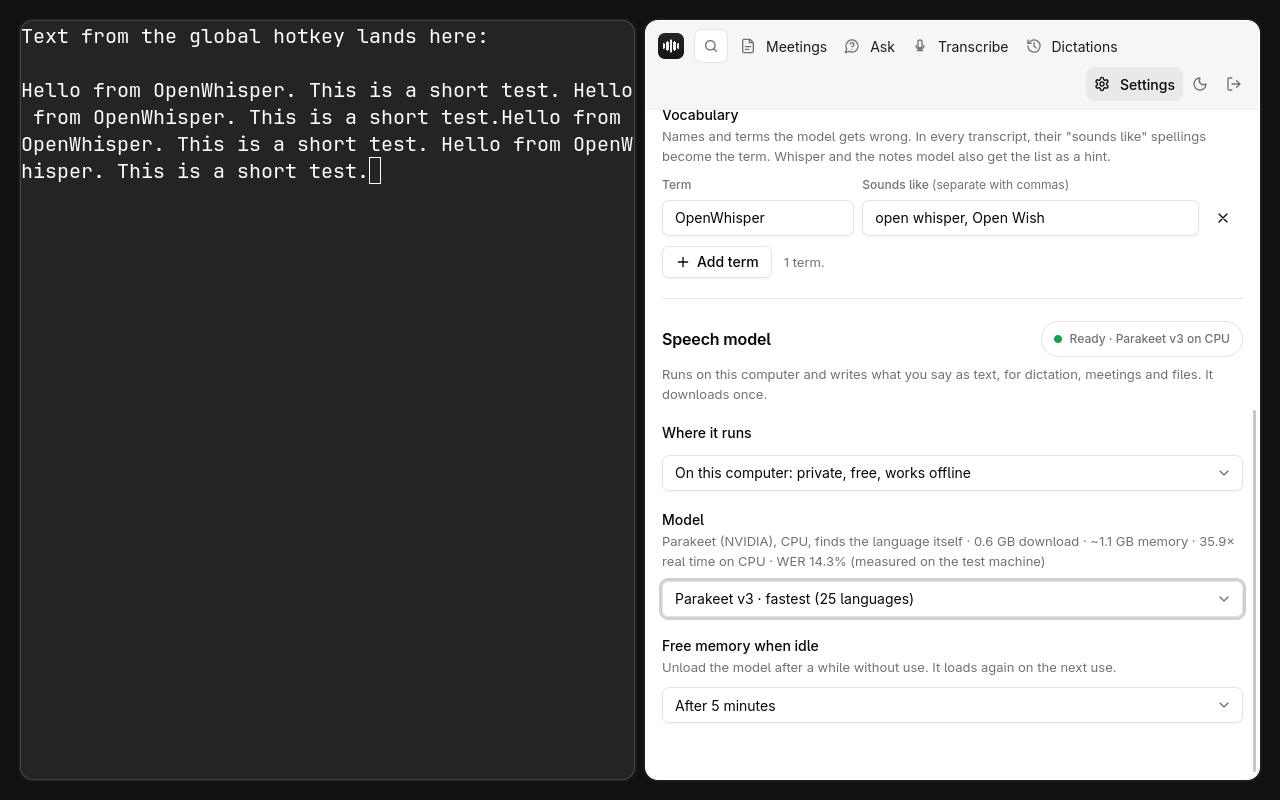 Text from the global hotkey lands here:
Hello from OpenWhisper. This is a short test. Hello
from OpenWhisper. This is a short test.Hello from
OpenWhisper. This is a short test. Hello from OpenW
hisper. This is a short test.
Meetings
Ask
Transcribe
Dictations
Settings
Vocabulary
Names and terms the model gets wrong. In every transcript, their "sounds like" spellings
become the term. Whisper and the notes model also get the list as a hint.
Term
Sounds like (separate with commas)
OpenWhisper
open whisper, Open Wish
Add term
1 term.
Speech model
Ready · Parakeet v3 on CPU
Runs on this computer and writes what you say as text, for dictation, meetings and files. It
downloads once.
Where it runs
On this computer: private, free, works offline
Model
Parakeet (NVIDIA), CPU, finds the language itself · 0.6 GB download · ~1.1 GB memory · 35.9×
real time on CPU · WER 14.3% (measured on the test machine)
Parakeet v3 · fastest (25 languages)
Free memory when idle
Unload the model after a while without use. It loads again on the next use.
After 5 minutes